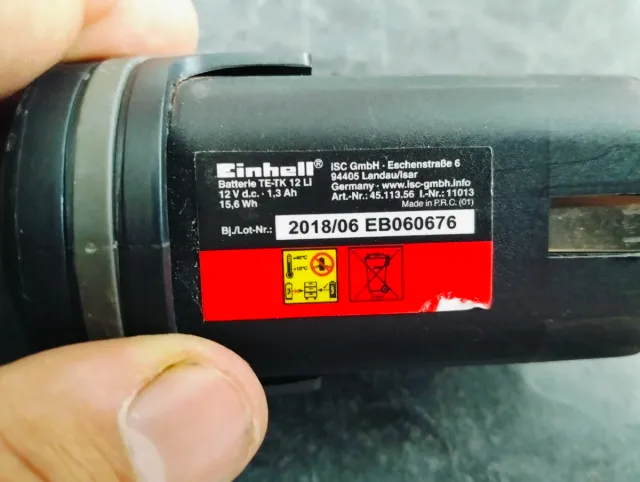 Einhell®
Batterie TE-TK 12 LI
12 V d.c. · 1,3 Ah
15,6 Wh
iSC GmbH · Eschenstraße 6
94405 Landau/Isar
Germany · www.isc-gmbh.info
Art.-Nr.: 45.113.56 I.-Nr.: 11013
Made in P.R.C. (01)
Bj./Lot-Nr.: 2018/06 EB060676
+40°C
+10°C